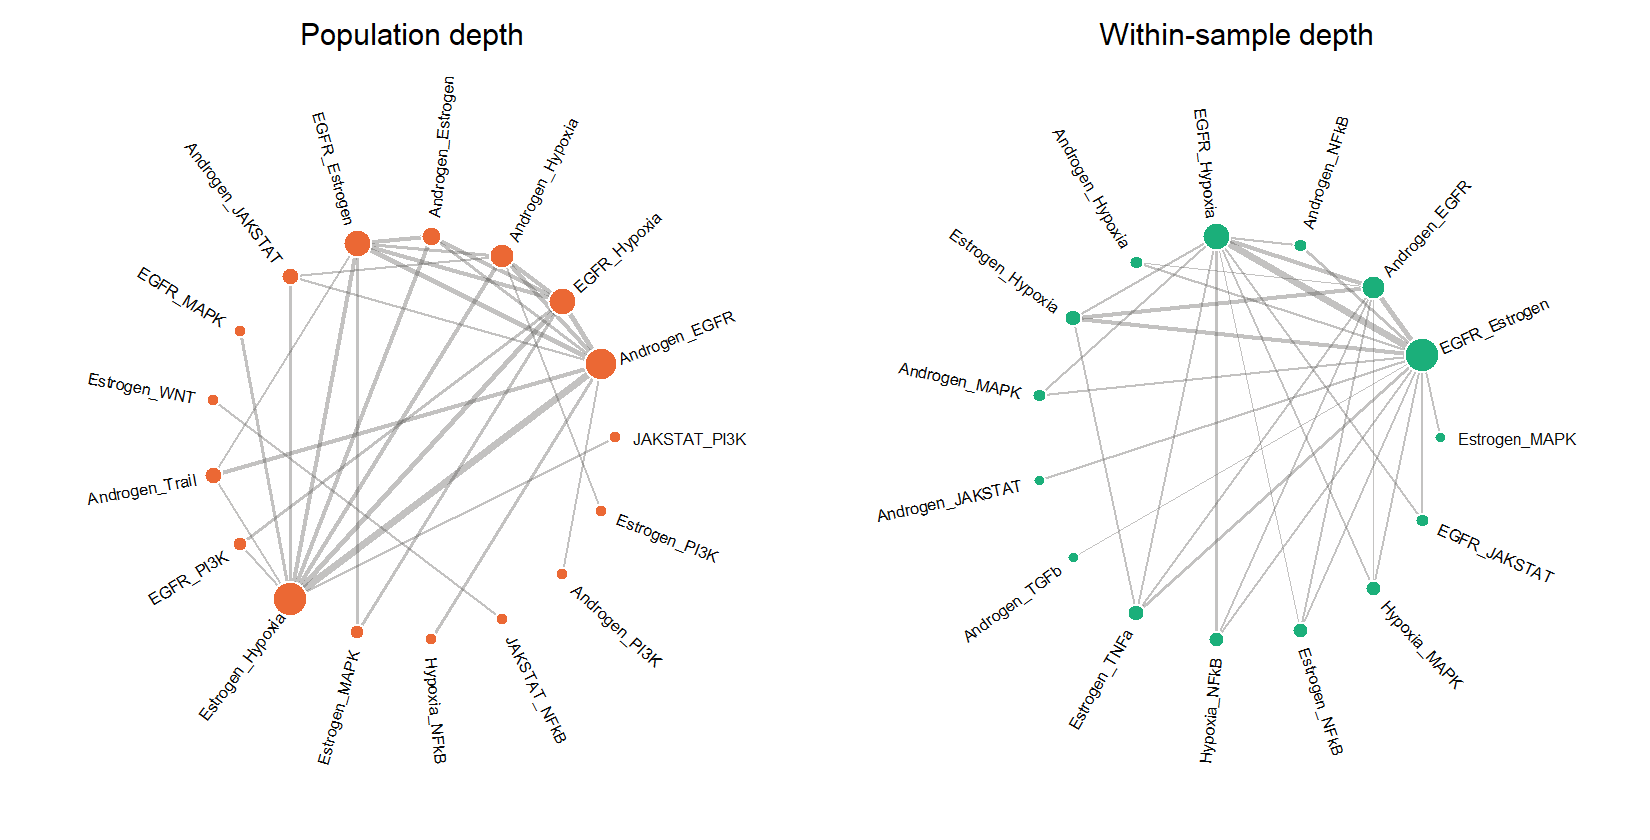 Population depth
Within-sample depth
Androgen_Estrogen
EGFR_Estrogen
Androgen_Hypoxia
Androgen_JAKSTAT
EGFR_Hypoxia
EGFR_MAPK
Androgen_EGFR
Estrogen_WNT
JAKSTAT_PI3K
Androgen_Trail
Estrogen_PI3K
EGFR_PI3K
Androgen_PI3K
Estrogen_Hypoxia
Estrogen_MAPK
Hypoxia_NFkB
JAKSTAT_NFkB
EGFR_Hypoxia
Androgen_NFkB
Androgen_Hypoxia
Androgen_EGFR
Estrogen_Hypoxia
EGFR_Estrogen
Androgen_MAPK
Estrogen_MAPK
Androgen_JAKSTAT
EGFR_JAKSTAT
Androgen_TGFb
Hypoxia_MAPK
Estrogen_TNFa
Hypoxia_NFkB
Estrogen_NFkB